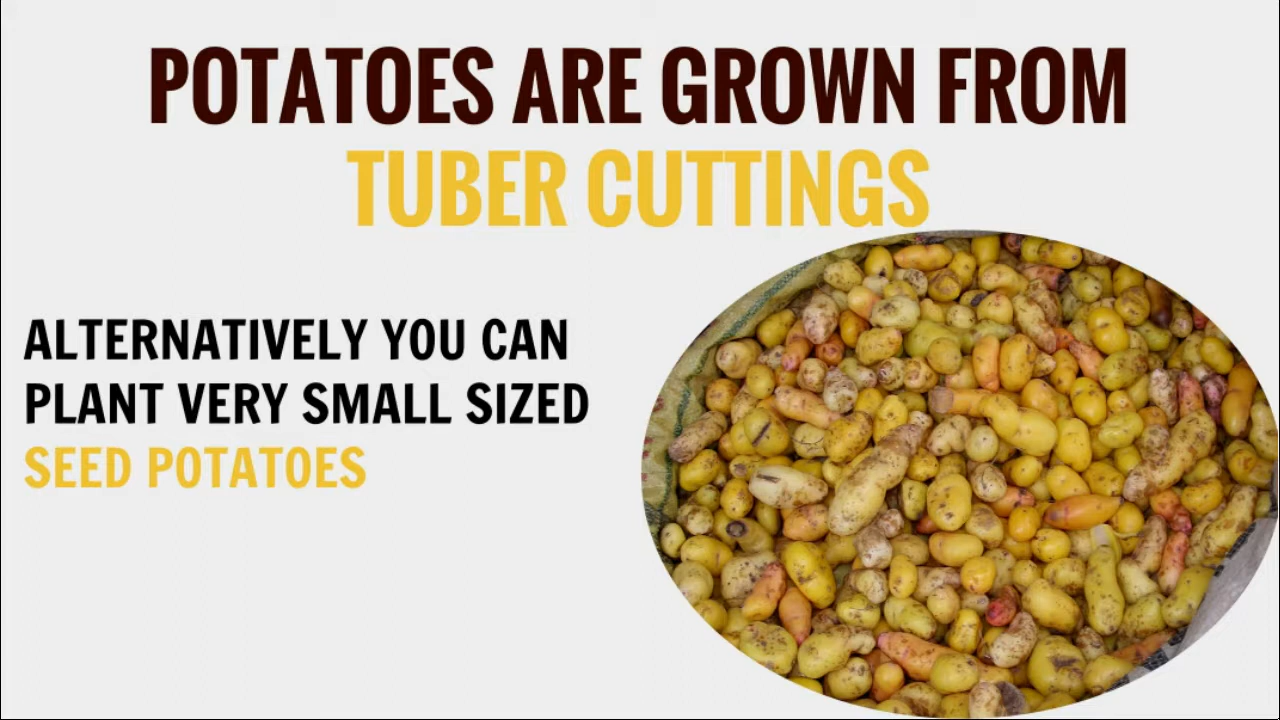 POTATOES ARE GROWN FROM
TUBER CUTTINGS
ALTERNATIVELY YOU CAN
PLANT VERY SMALL SIZED
SEED POTATOES